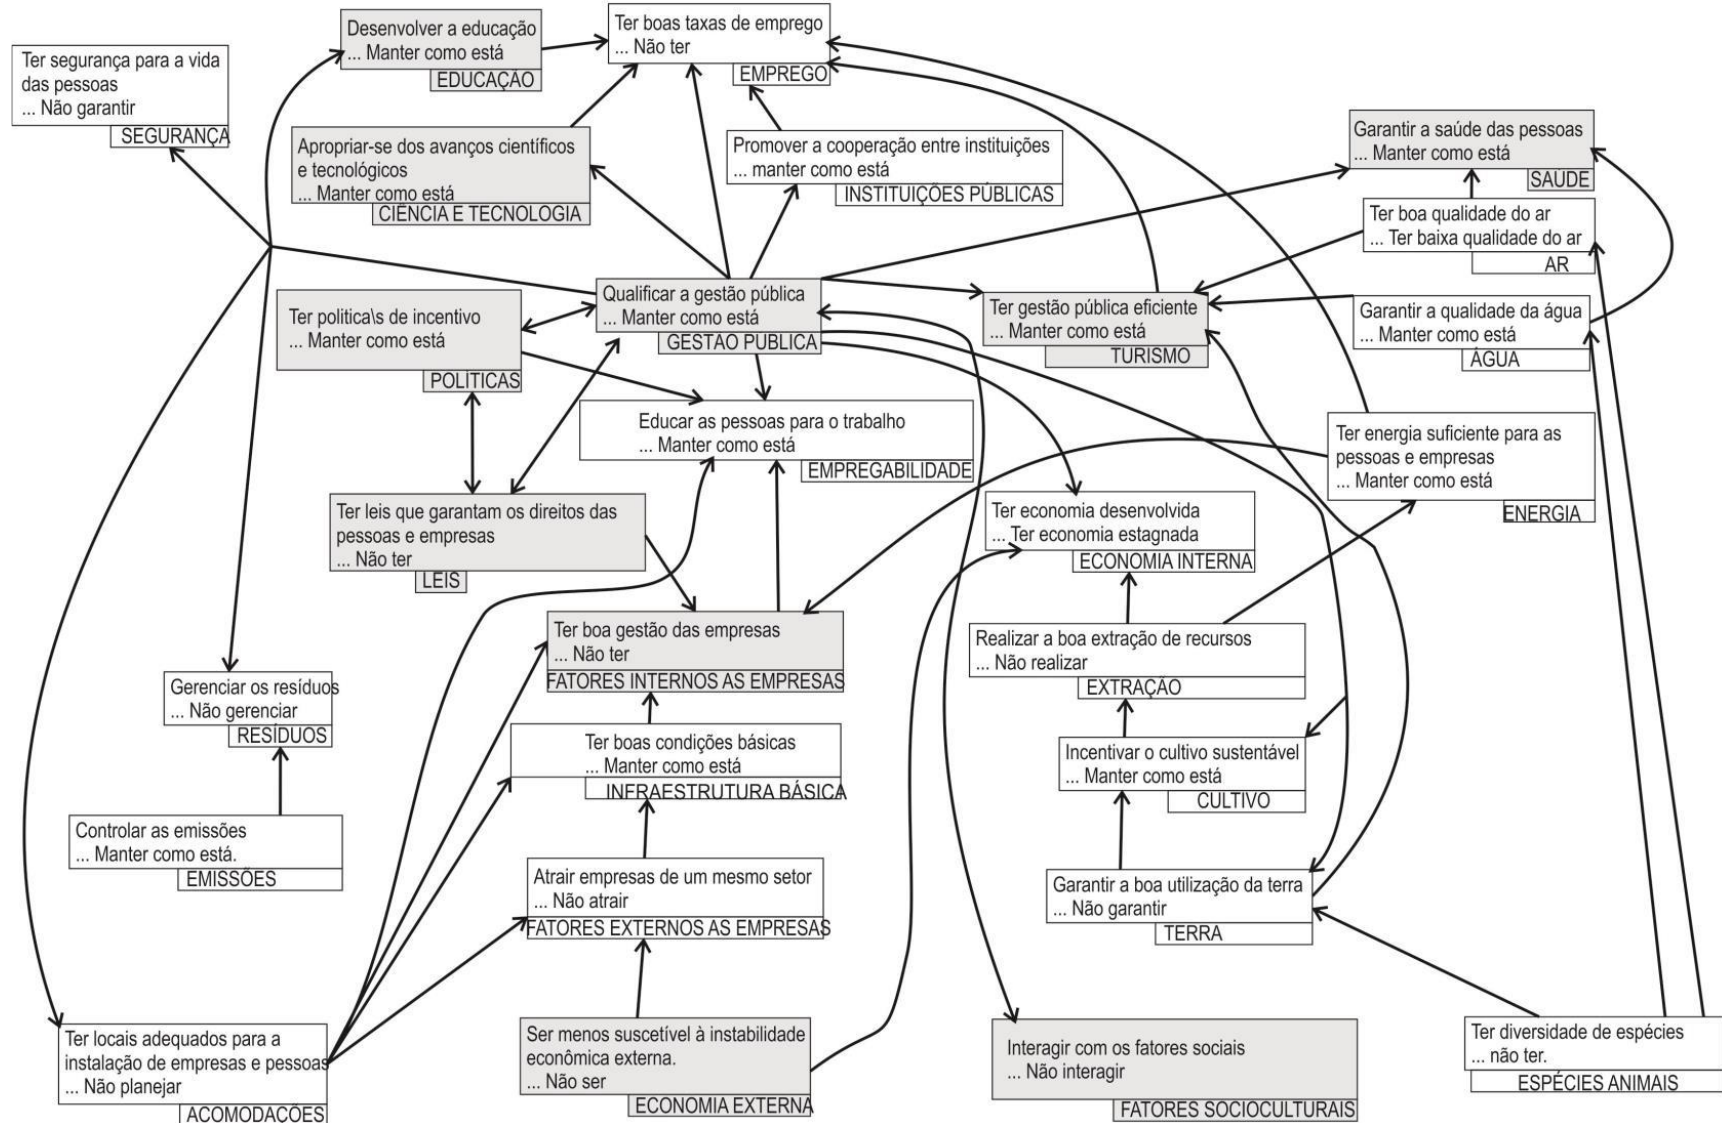 Desenvolver a educação
... Manter como está
EDUCAÇÃO
Ter boas taxas de emprego
... Não ter
EMPREGO
Ter segurança para a vida
das pessoas
... Não garantir
SEGURANÇA
Apropriar-se dos avanços científicos
e tecnológicos
... Manter como está
CIÊNCIA E TECNOLOGIA
Promover a cooperação entre instituições
... manter como está
INSTITUIÇÕES PÚBLICAS
Garantir a saúde das pessoas
... Manter como está
SAÚDE
Ter boa qualidade do ar
... Ter baixa qualidade do ar
AR
Ter politica\s de incentivo
... Manter como está
POLÍTICAS
Qualificar a gestão pública
... Manter como está
GESTÃO PÚBLICA
Ter gestão pública eficiente
... Manter como está
TURISMO
Garantir a qualidade da água
... Manter como está
ÁGUA
Educar as pessoas para o trabalho
... Manter como está
EMPREGABILIDADE
Ter energia suficiente para as
pessoas e empresas
... Manter como está
ENERGIA
Ter leis que garantam os direitos das
pessoas e empresas
... Não ter
LEIS
Ter economia desenvolvida
... Ter economia estagnada
ECONOMIA INTERNA
Ter boa gestão das empresas
... Não ter
FATORES INTERNOS AS EMPRESAS
Realizar a boa extração de recursos
... Não realizar
EXTRAÇÃO
Gerenciar os resíduos
... Não gerenciar
RESÍDUOS
Ter boas condições básicas
... Manter como está
INFRAESTRUTURA BÁSICA
Incentivar o cultivo sustentável
... Manter como está
CULTIVO
Controlar as emissões
... Manter como está.
EMISSÕES
Atrair empresas de um mesmo setor
... Não atrair
FATORES EXTERNOS AS EMPRESAS
Garantir a boa utilização da terra
... Não garantir
TERRA
Ter locais adequados para a
instalação de empresas e pessoas
... Não planejar
ACOMODAÇÕES
Ser menos suscetível à instabilidade
econômica externa.
... Não ser
ECONOMIA EXTERNA
Interagir com os fatores sociais
... Não interagir
FATORES SOCIOCULTURAIS
Ter diversidade de espécies
... não ter.
ESPÉCIES ANIMAIS